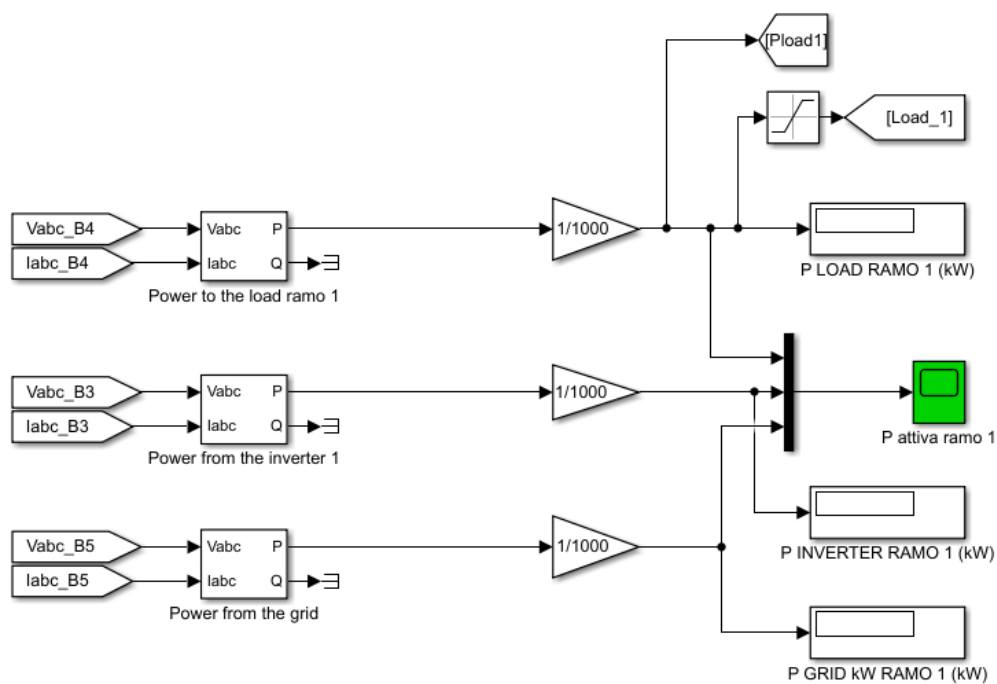 [Pload1]
[Load_1]
Vabc_B4
Iabc_B4
Vabc
Iabc
P
Q
Power to the load ramo 1
1/1000
P LOAD RAMO 1 (kW)
Vabc_B3
Iabc_B3
Vabc
Iabc
P
Q
Power from the inverter 1
1/1000
P attiva ramo 1
P INVERTER RAMO 1 (kW)
Vabc_B5
Iabc_B5
Vabc
Iabc
P
Q
Power from the grid
1/1000
P GRID kW RAMO 1 (kW)